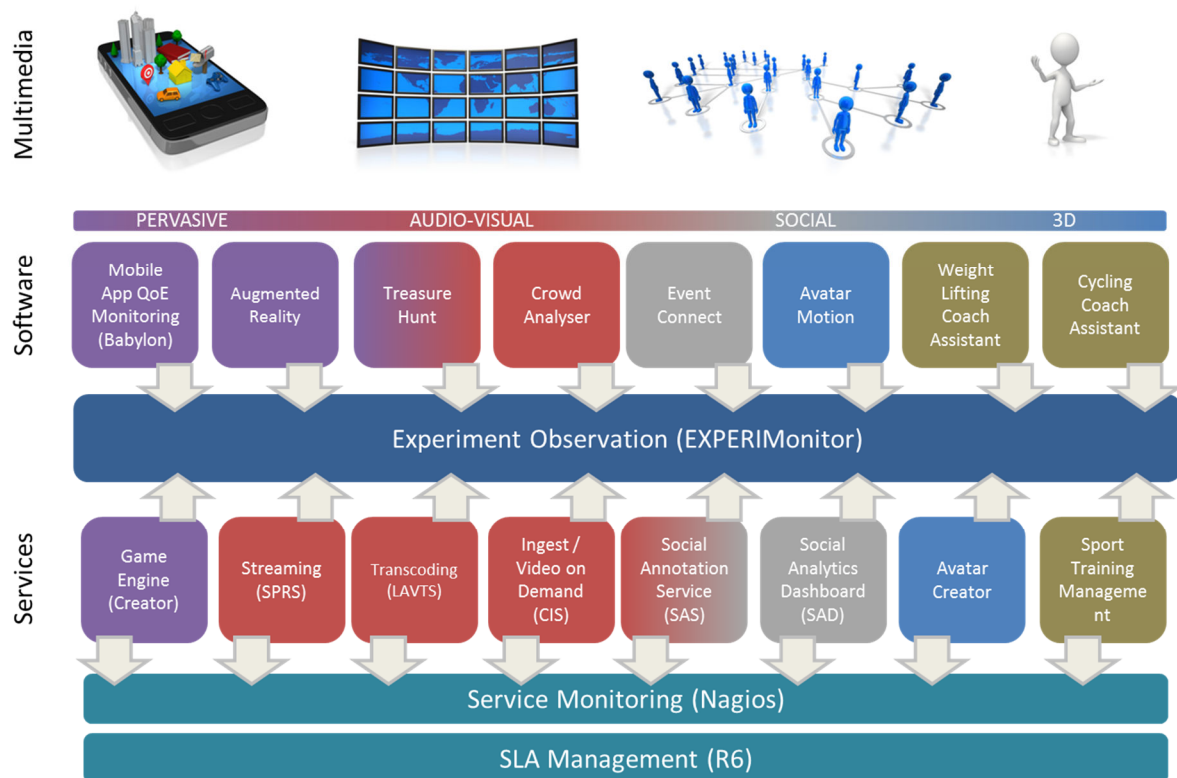 Multimedia
PERVASIVE
AUDIO-VISUAL
SOCIAL
3D
Software
Mobile
App QoE
Monitoring
(Babylon)
Augmented
Reality
Treasure
Hunt
Crowd
Analyser
Event
Connect
Avatar
Motion
Weight
Lifting
Coach
Assistant
Cycling
Coach
Assistant
Experiment Observation (EXPERIMonitor)
Services
Game
Engine
(Creator)
Streaming
(SPRS)
Transcoding
(LAVTS)
Ingest /
Video on
Demand
(CIS)
Social
Annotation
Service
(SAS)
Social
Analytics
Dashboard
(SAD)
Avatar
Creator
Sport
Training
Manageme
nt
Service Monitoring (Nagios)
SLA Management (R6)